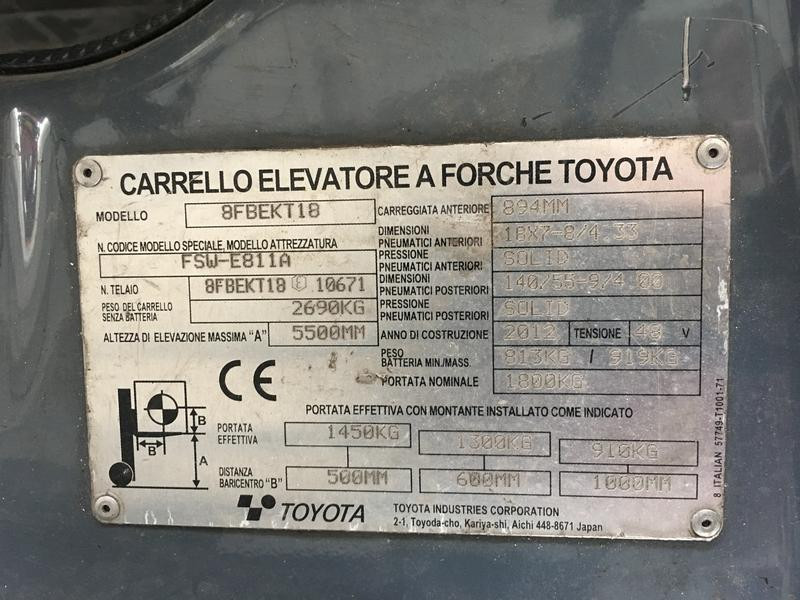 CARRELLO ELEVATORE A FORCHE TOYOTA
MODELLO 8FBEKT18
N. CODICE MODELLO SPECIALE, MODELLO ATTREZZATURA
FSW-E811A
N. TELAIO 8FBEKT18 E 10671
PESO DEL CARRELLO SENZA BATTERIA 2690KG
ALTEZZA DI ELEVAZIONE MASSIMA "A" 5500MM
CARREGGIATA ANTERIORE 894MM
DIMENSIONI PNEUMATICI ANTERIORI 18X7-8/4.33
PRESSIONE PNEUMATICI ANTERIORI SOLID
DIMENSIONI PNEUMATICI POSTERIORI 140/55-9/4.00
PRESSIONE PNEUMATICI POSTERIORI SOLID
ANNO DI COSTRUZIONE 2012 TENSIONE 48 V
PESO BATTERIA MIN./MASS. 813KG / 919KG
PORTATA NOMINALE 1800KG
CE
B
B
A
PORTATA EFFETTIVA CON MONTANTE INSTALLATO COME INDICATO
PORTATA EFFETTIVA 1450KG 1300KG 910KG
DISTANZA BARICENTRO "B" 500MM 600MM 1000MM
TOYOTA
TOYOTA INDUSTRIES CORPORATION
2-1, Toyoda-cho, Kariya-shi, Aichi 448-8671 Japan
8 ITALIAN 57749-T1001-71